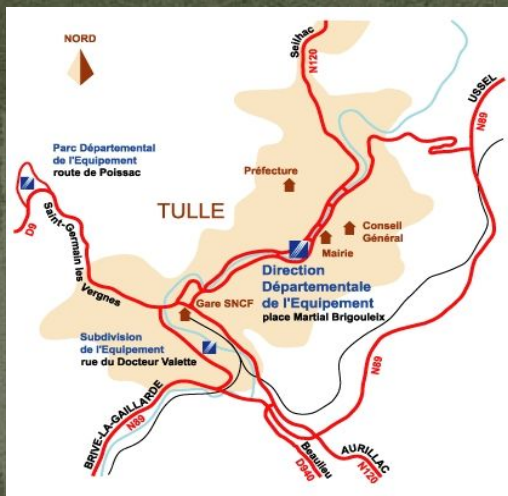 NORD
Seilhac
N120
USSEL
N89
Parc Départemental
de l'Equipement
route de Poissac
Préfecture
TULLE
D9
Saint-Germain les Vergnes
Conseil
Général
Mairie
Direction
Départementale
de l'Equipement
place Martial Brigouleix
Gare SNCF
Subdivision
de l'Equipement
rue du Docteur Valette
N89
BRIVE-LA-GAILLARDE
N89
Beaulieu
D940
AURILLAC
N120